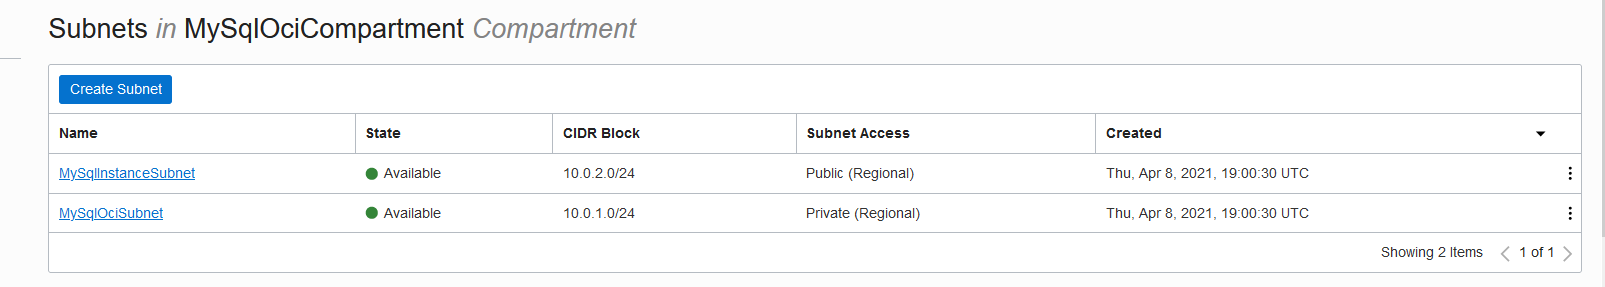 Subnets in MySqlOciCompartment Compartment
Create Subnet
Name State CIDR Block Subnet Access Created
MySqlInstanceSubnet Available 10.0.2.0/24 Public (Regional) Thu, Apr 8, 2021, 19:00:30 UTC
MySqlOciSubnet Available 10.0.1.0/24 Private (Regional) Thu, Apr 8, 2021, 19:00:30 UTC
Showing 2 Items 1 of 1